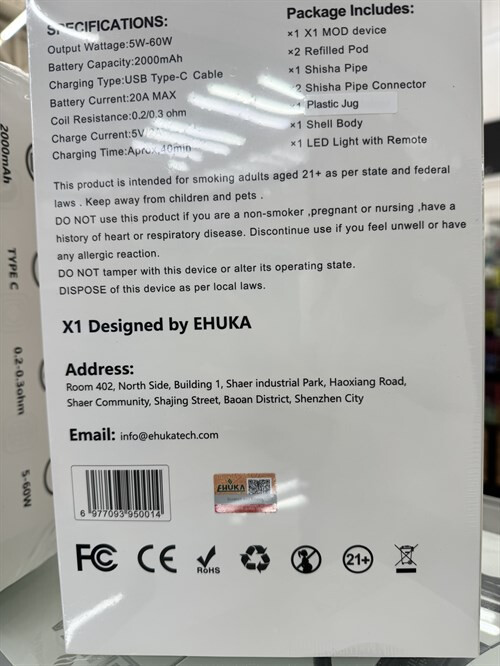 SPECIFICATIONS:
Output Wattage:5W-60W
Battery Capacity:2000mAh
Charging Type:USB Type-C Cable
Battery Current:20A MAX
Coil Resistance:0.2/0.3 ohm
Charge Current:5V/
Charging Time:Aprox.40min
Package Includes:
×1 X1 MOD device
×2 Refilled Pod
×1 Shisha Pipe
×2 Shisha Pipe Connector
×1 Plastic Jug
×1 Shell Body
×1 LED Light with Remote
This product is intended for smoking adults aged 21+ as per state and federal
laws . Keep away from children and pets .
DO NOT use this product if you are a non-smoker ,pregnant or nursing ,have a
history of heart or respiratory disease. Discontinue use if you feel unwell or have
any allergic reaction.
DO NOT tamper with this device or alter its operating state.
DISPOSE of this device as per local laws.
X1 Designed by EHUKA
Address:
Room 402, North Side, Building 1, Shaer industrial Park, Haoxiang Road,
Shaer Community, Shajing Street, Baoan District, Shenzhen City
Email: info@ehukatech.com
6 977093 950014
EHUKA
FC CE RoHS 21+
2000mAh
TYPE C
0.2-0.3ohm
5-60W